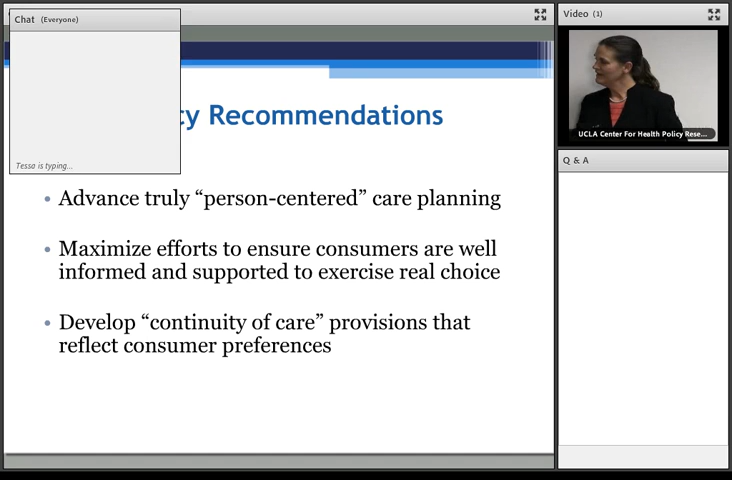 Chat (Everyone)
Tessa is typing...
Recommendations
• Advance truly “person-centered” care planning
• Maximize efforts to ensure consumers are well
informed and supported to exercise real choice
• Develop “continuity of care” provisions that
reflect consumer preferences
Video (1)
UCLA Center For Health Policy Rese...
Q & A